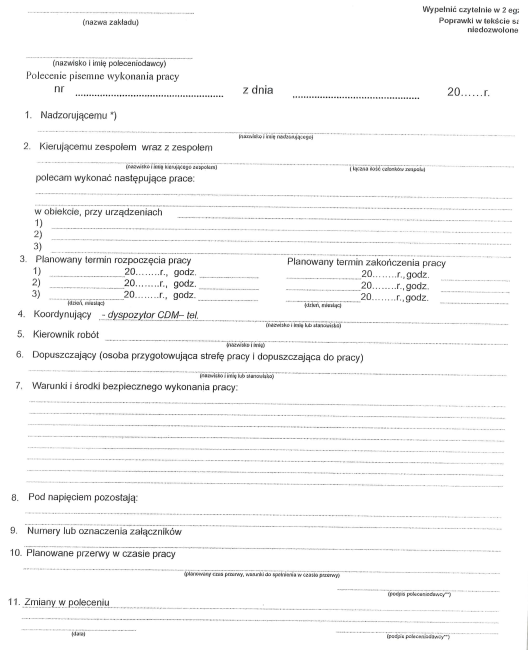 Wypełnić czytelnie w 2
(nazwa zakładu)
Poprawki w tekście
niedozwolone
(nazwisko i imię poleceniodawcy)
Polecenie pisemne wykonania pracy
nr z dnia 20......r.
1. Nadzorującemu *)
(nazwisko i imię nadzorującego)
2. Kierującemu zespołem wraz z zespołem
(nazwisko i imię kierującego zespołem) (łączna ilość członków zespołu)
polecam wykonać następujące prace:
w obiekcie, przy urządzeniach
1)
2)
3)
3. Planowany termin rozpoczęcia pracy Planowany termin zakończenia pracy
1) 20........r., godz. 20........r., godz.
2) 20........r., godz. 20........r., godz.
3) 20........r., godz. 20........r., godz.
(dzień, miesiąc) (dzień, miesiąc)
4. Koordynujący - dyspozytor CDM– tel.
(nazwisko i imię lub stanowisko)
5. Kierownik robót
(nazwisko i imię)
6. Dopuszczający (osoba przygotowująca strefę pracy i dopuszczająca do pracy)
(nazwisko i imię lub stanowisko)
7. Warunki i środki bezpiecznego wykonania pracy:
8. Pod napięciem pozostają:
9. Numery lub oznaczenia załączników
10. Planowane przerwy w czasie pracy
(planowany czas przerwy, warunki do spełnienia w czasie przerwy)
(podpis poleceniodawcy**)
11. Zmiany w poleceniu
(data) (podpis poleceniodawcy**)